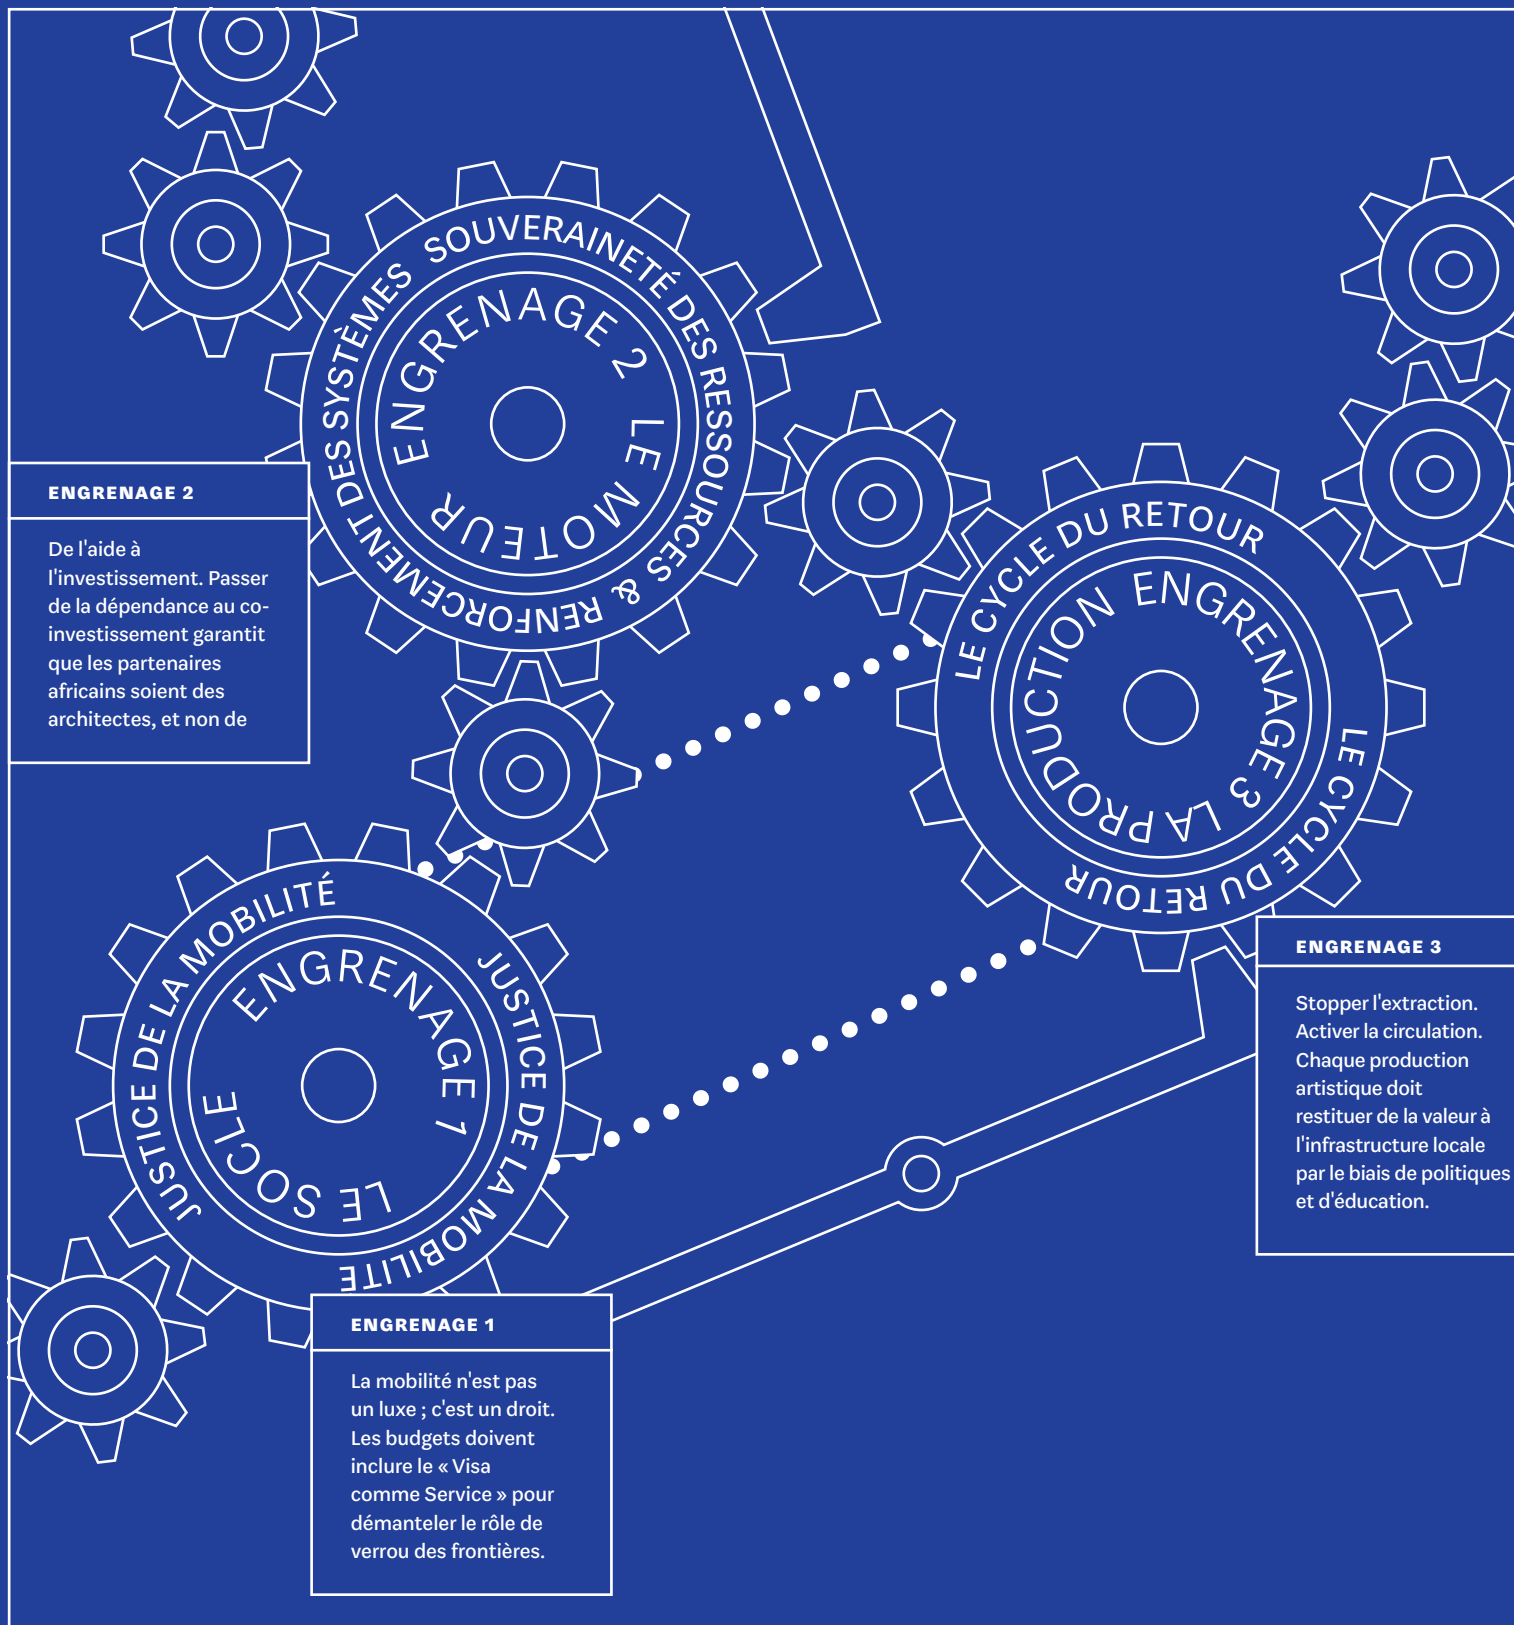 SOUVERAINETÉ DES RESSOURCES & RENFORCEMENT DES SYSTÈMES
ENGRENAGE 2 LE MOTEUR
ENGRENAGE 2
De l'aide à
l'investissement. Passer
de la dépendance au co-
investissement garantit
que les partenaires
africains soient des
architectes, et non de
LE CYCLE DU RETOUR
LE CYCLE DU RETOUR
ENGRENAGE 3 LA PRODUCTION
JUSTICE DE LA MOBILITÉ
JUSTICE DE LA MOBILITE
ENGRENAGE 1
LE SOCLE
ENGRENAGE 3
Stopper l'extraction.
Activer la circulation.
Chaque production
artistique doit
restituer de la valeur à
l'infrastructure locale
par le biais de politiques
et d'éducation.
ENGRENAGE 1
La mobilité n'est pas
un luxe ; c'est un droit.
Les budgets doivent
inclure le « Visa
comme Service » pour
démanteler le rôle de
verrou des frontières.